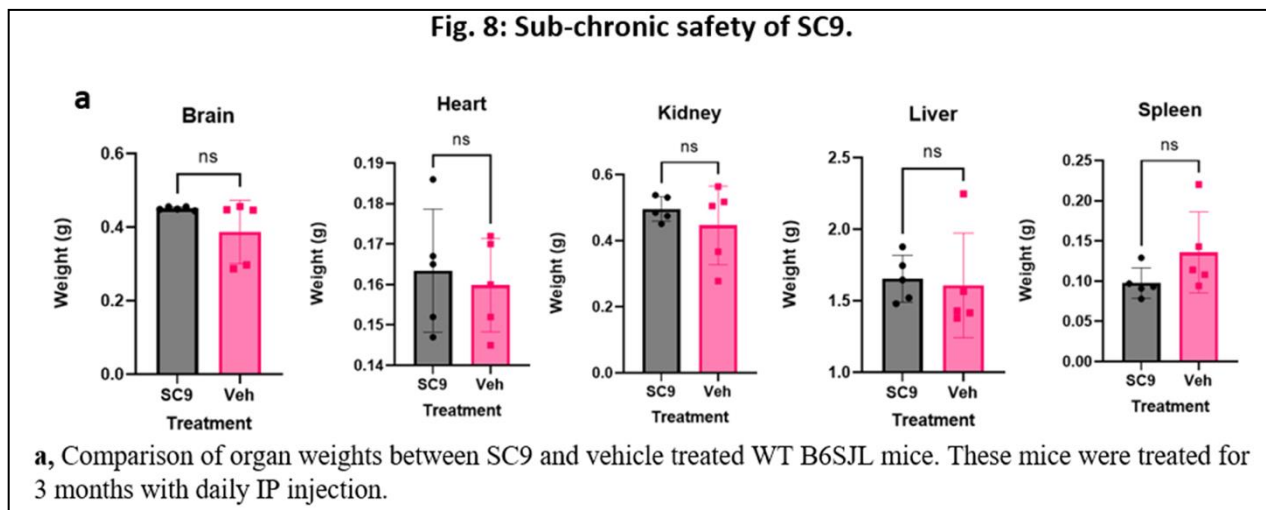 Fig. 8: Sub-chronic safety of SC9.
a
Brain
ns
Weight (g)
0.6
0.4
0.2
0.0
SC9 Veh
Treatment
Heart
ns
Weight (g)
0.19
0.18
0.17
0.16
0.15
0.14
SC9 Veh
Treatment
Kidney
ns
Weight (g)
0.6
0.4
0.2
0.0
SC9 Veh
Treatment
Liver
ns
Weight (g)
2.5
2.0
1.5
1.0
SC9 Veh
Treatment
Spleen
ns
Weight (g)
0.25
0.20
0.15
0.10
0.05
0.00
SC9 Veh
Treatment
a, Comparison of organ weights between SC9 and vehicle treated WT B6SJL mice. These mice were treated for
3 months with daily IP injection.